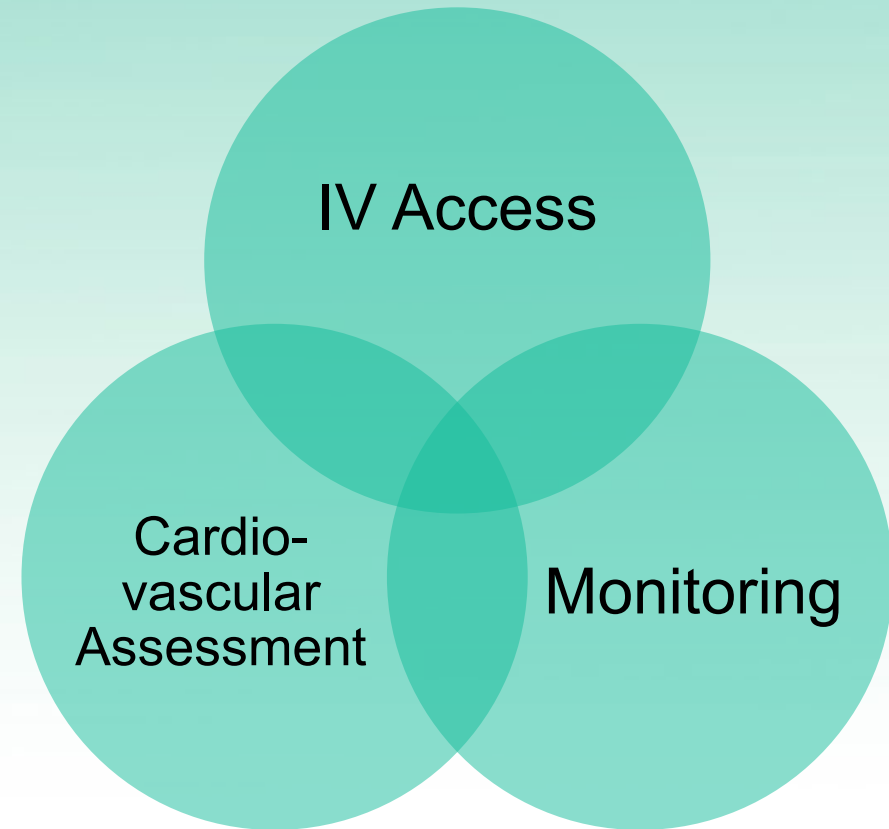 IV Access
Cardio-
vascular
Assessment
Monitoring